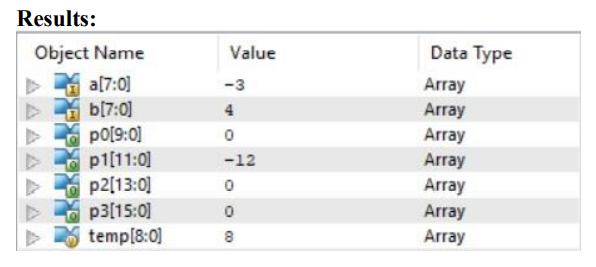 Results:
Object Name Value Data Type
a[7:0] -3 Array
b[7:0] 4 Array
p0[9:0] 0 Array
p1[11:0] -12 Array
p2[13:0] 0 Array
p3[15:0] 0 Array
temp[8:0] 8 Array